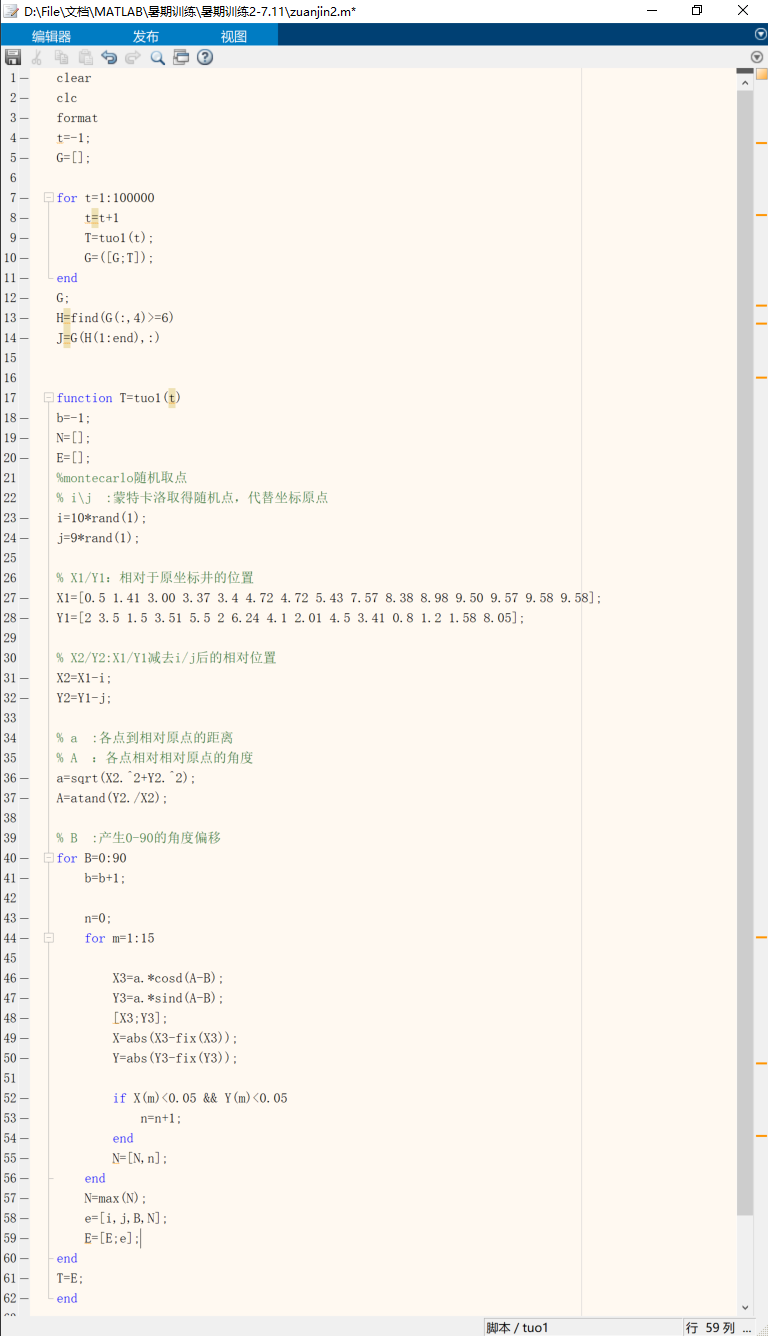 D:\File\文档\MATLAB\暑期训练\暑期训练2-7.11\zuanjin2.m*
编辑器 发布 视图
1 clear
2 clc
3 format
4 t=-1;
5 G=[];
6
7 for t=1:100000
8 t=t+1
9 T=tuo1(t);
10 G=([G;T]);
11 end
12 G;
13 H=find(G(:,4)>=6)
14 J=G(H(1:end),:)
15
16
17 function T=tuo1(t)
18 b=-1;
19 N=[];
20 E=[];
21 %montecarlo随机取点
22 % i\j :蒙特卡洛取得随机点，代替坐标原点
23 i=10*rand(1);
24 j=9*rand(1);
25
26 % X1/Y1：相对于原坐标井的位置
27 X1=[0.5 1.41 3.00 3.37 3.4 4.72 4.72 5.43 7.57 8.38 8.98 9.50 9.57 9.58 9.58];
28 Y1=[2 3.5 1.5 3.51 5.5 2 6.24 4.1 2.01 4.5 3.41 0.8 1.2 1.58 8.05];
29
30 % X2/Y2:X1/Y1减去i/j后的相对位置
31 X2=X1-i;
32 Y2=Y1-j;
33
34 % a :各点到相对原点的距离
35 % A ：各点相对相对原点的角度
36 a=sqrt(X2.^2+Y2.^2);
37 A=atand(Y2./X2);
38
39 % B :产生0-90的角度偏移
40 for B=0:90
41 b=b+1;
42
43 n=0;
44 for m=1:15
45
46 X3=a.*cosd(A-B);
47 Y3=a.*sind(A-B);
48 [X3;Y3];
49 X=abs(X3-fix(X3));
50 Y=abs(Y3-fix(Y3));
51
52 if X(m)<0.05 && Y(m)<0.05
53 n=n+1;
54 end
55 N=[N,n];
56 end
57 N=max(N);
58 e=[i,j,B,N];
59 E=[E;e];
60 end
61 T=E;
62 end
脚本 / tuo1 行 59 列 ...